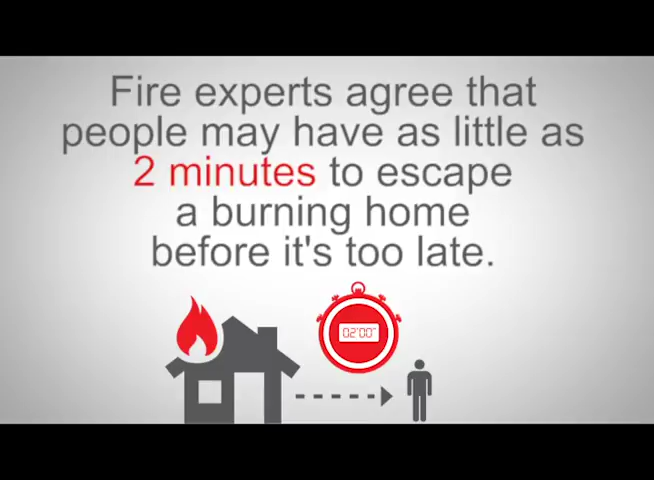 Fire experts agree that
people may have as little as
2 minutes to escape
a burning home
before it's too late.
02'00"